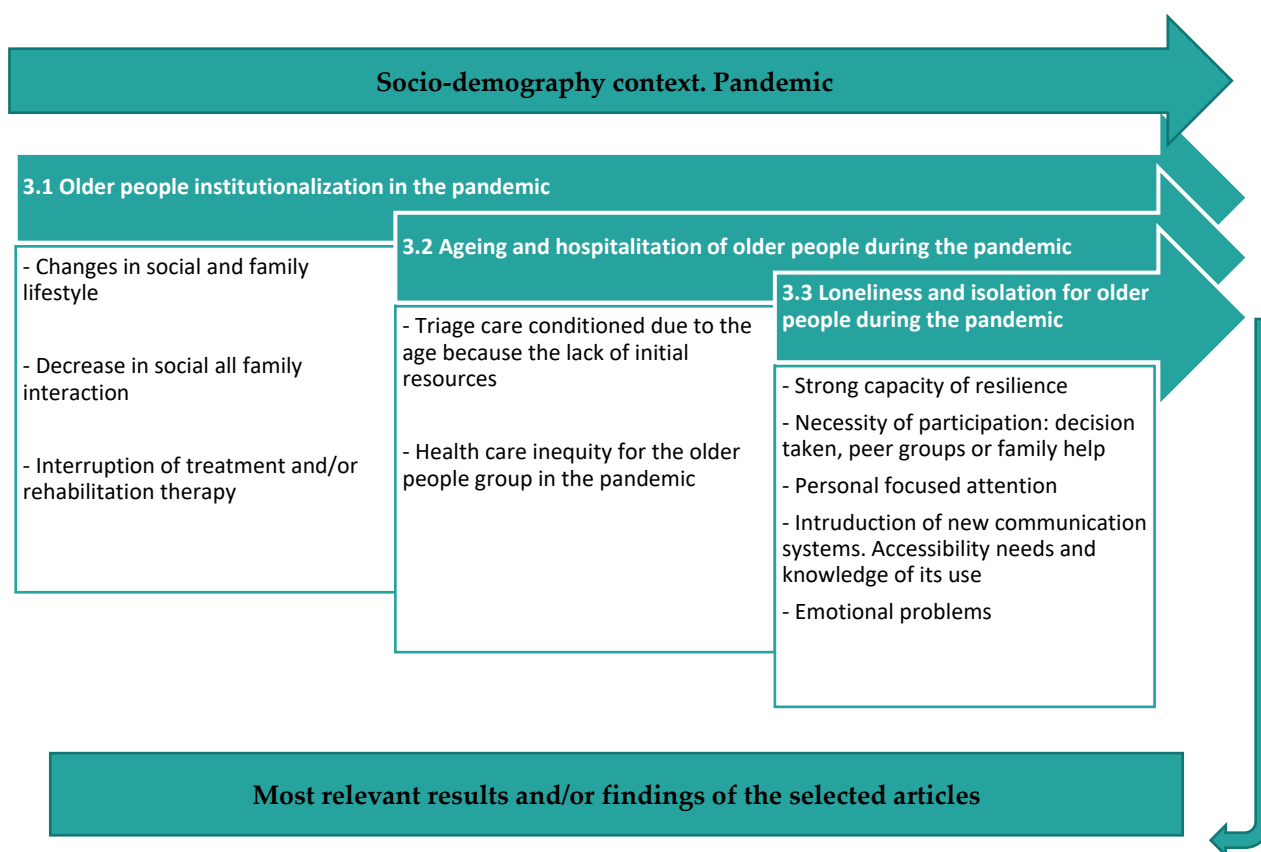 Socio-demography context. Pandemic
3.1 Older people institutionalization in the pandemic
- Changes in social and family
lifestyle
- Decrease in social all family
interaction
- Interruption of treatment and/or
rehabilitation therapy
3.2 Ageing and hospitalitation of older people during the pandemic
- Triage care conditioned due to the
age because the lack of initial
resources
- Health care inequity for the older
people group in the pandemic
3.3 Loneliness and isolation for older
people during the pandemic
- Strong capacity of resilience
- Necessity of participation: decision
taken, peer groups or family help
- Personal focused attention
- Intruduction of new communication
systems. Accessibility needs and
knowledge of its use
- Emotional problems
Most relevant results and/or findings of the selected articles